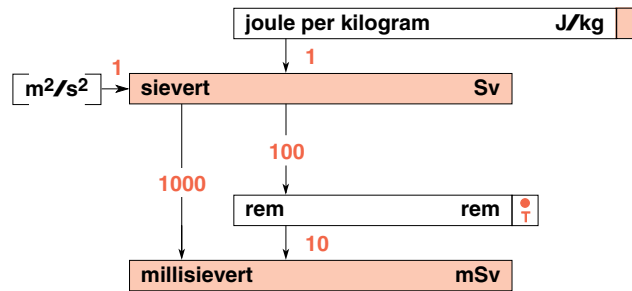 joule per kilogram J/kg
1
1
[m²/s²]
sievert Sv
100
1000
rem rem
T
10
millisievert mSv